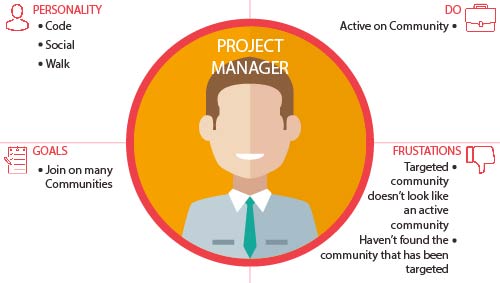 PERSONALITY
• Code
• Social
• Walk
PROJECT
MANAGER
DO
Active on Community •
GOALS
• Join on many
Communities
FRUSTATIONS
Targeted •
community
doesn't look like
an active
community
Haven't found the •
community that has been
targeted